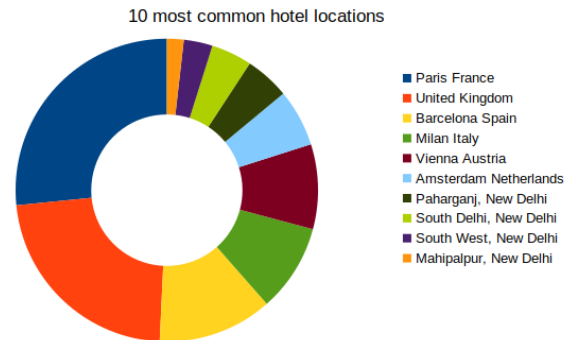 10 most common hotel locations
Paris France
United Kingdom
Barcelona Spain
Milan Italy
Vienna Austria
Amsterdam Netherlands
Paharganj, New Delhi
South Delhi, New Delhi
South West, New Delhi
Mahipalpur, New Delhi